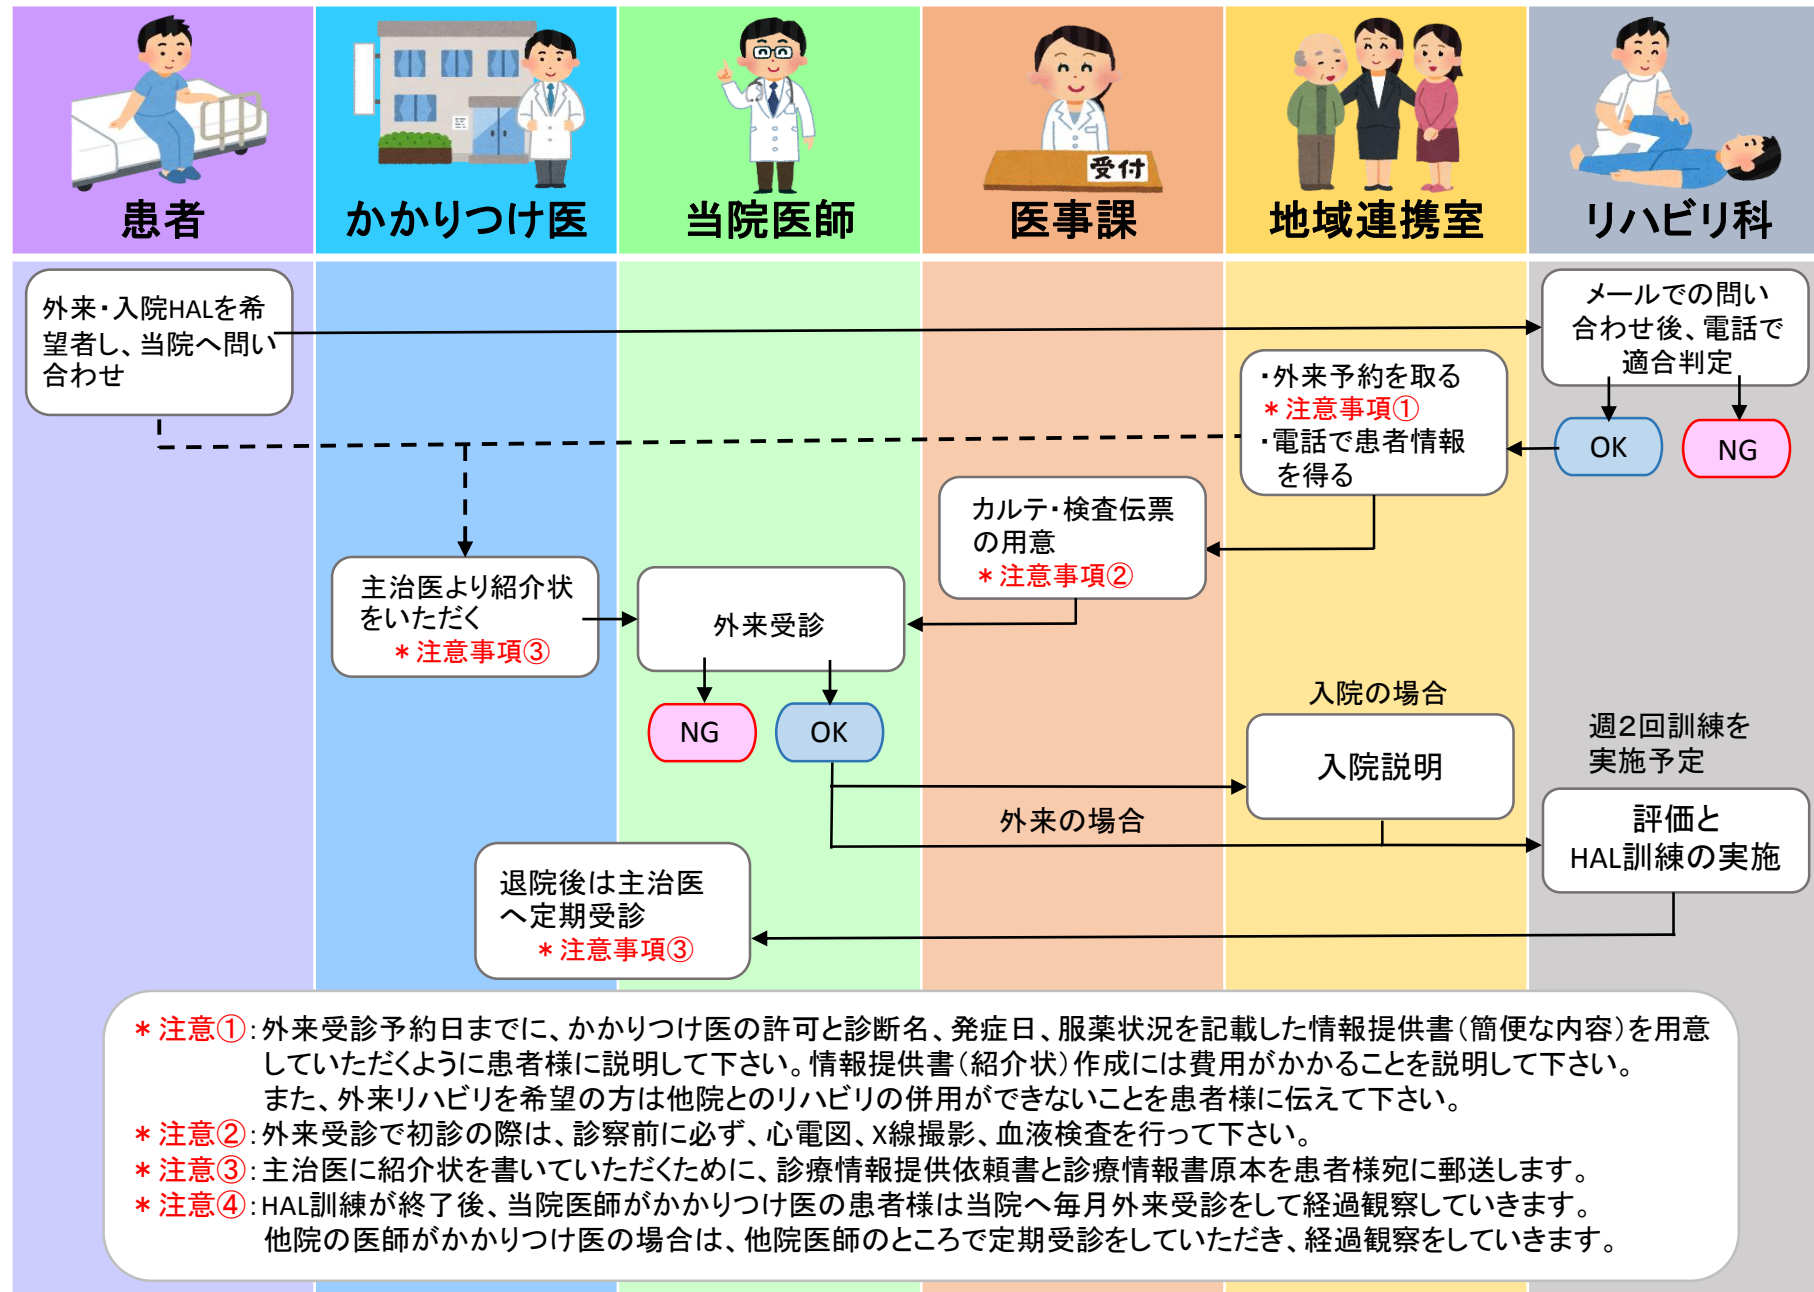 受付
患者
かかりつけ医
当院医師
医事課
地域連携室
リハビリ科
外来・入院HALを希
望者し、当院へ問い
合わせ
メールでの問い
合わせ後、電話で
適合判定
OK
NG
・外来予約を取る
＊注意事項①
・電話で患者情報
を得る
カルテ・検査伝票
の用意
＊注意事項②
主治医より紹介状
をいただく
＊注意事項③
外来受診
NG
OK
入院の場合
入院説明
外来の場合
週２回訓練を
実施予定
評価と
HAL訓練の実施
退院後は主治医
へ定期受診
＊注意事項③
＊注意①：外来受診予約日までに、かかりつけ医の許可と診断名、発症日、服薬状況を記載した情報提供書（簡便な内容）を用意
していただくように患者様に説明して下さい。情報提供書（紹介状）作成には費用がかかることを説明して下さい。
また、外来リハビリを希望の方は他院とのリハビリの併用ができないことを患者様に伝えて下さい。
＊注意②：外来受診で初診の際は、診察前に必ず、心電図、X線撮影、血液検査を行って下さい。
＊注意③：主治医に紹介状を書いていただくために、診療情報提供依頼書と診療情報書原本を患者様宛に郵送します。
＊注意④：HAL訓練が終了後、当院医師がかかりつけ医の患者様は当院へ毎月外来受診をして経過観察していきます。
他院の医師がかかりつけ医の場合は、他院医師のところで定期受診をしていただき、経過観察をしていきます。